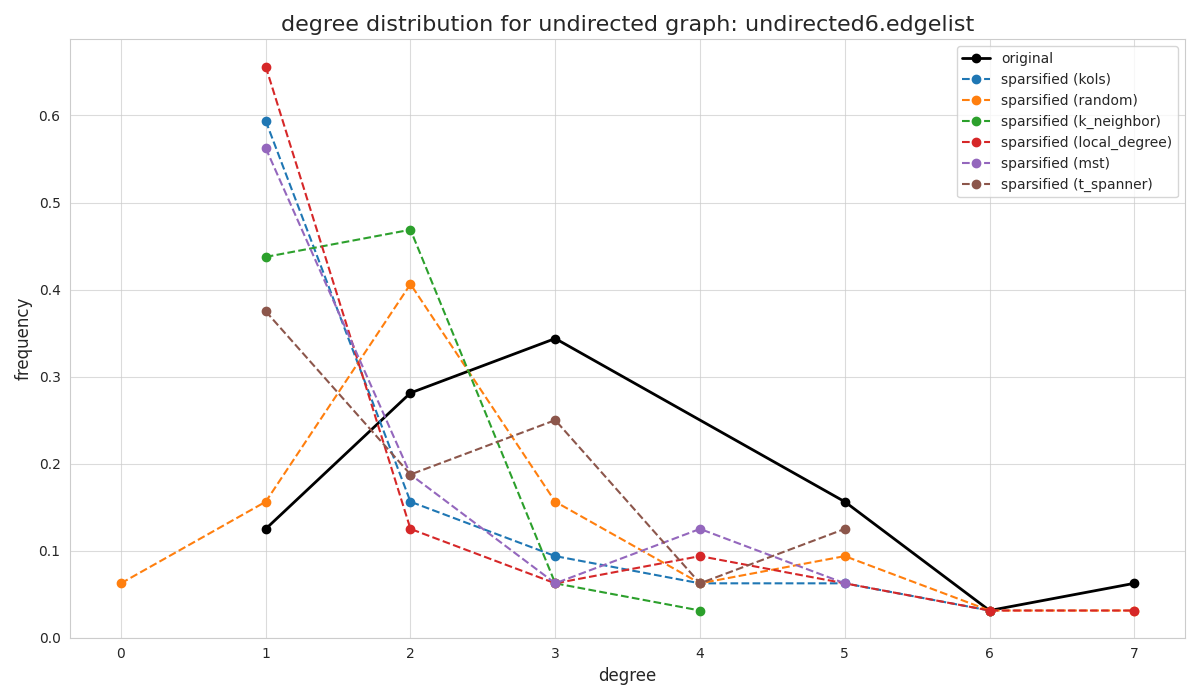 degree distribution for undirected graph: undirected6.edgelist
original
sparsified (kols)
sparsified (random)
sparsified (k_neighbor)
sparsified (local_degree)
sparsified (mst)
sparsified (t_spanner)
frequency
0.6
0.5
0.4
0.3
0.2
0.1
0.0
0 1 2 3 4 5 6 7
degree